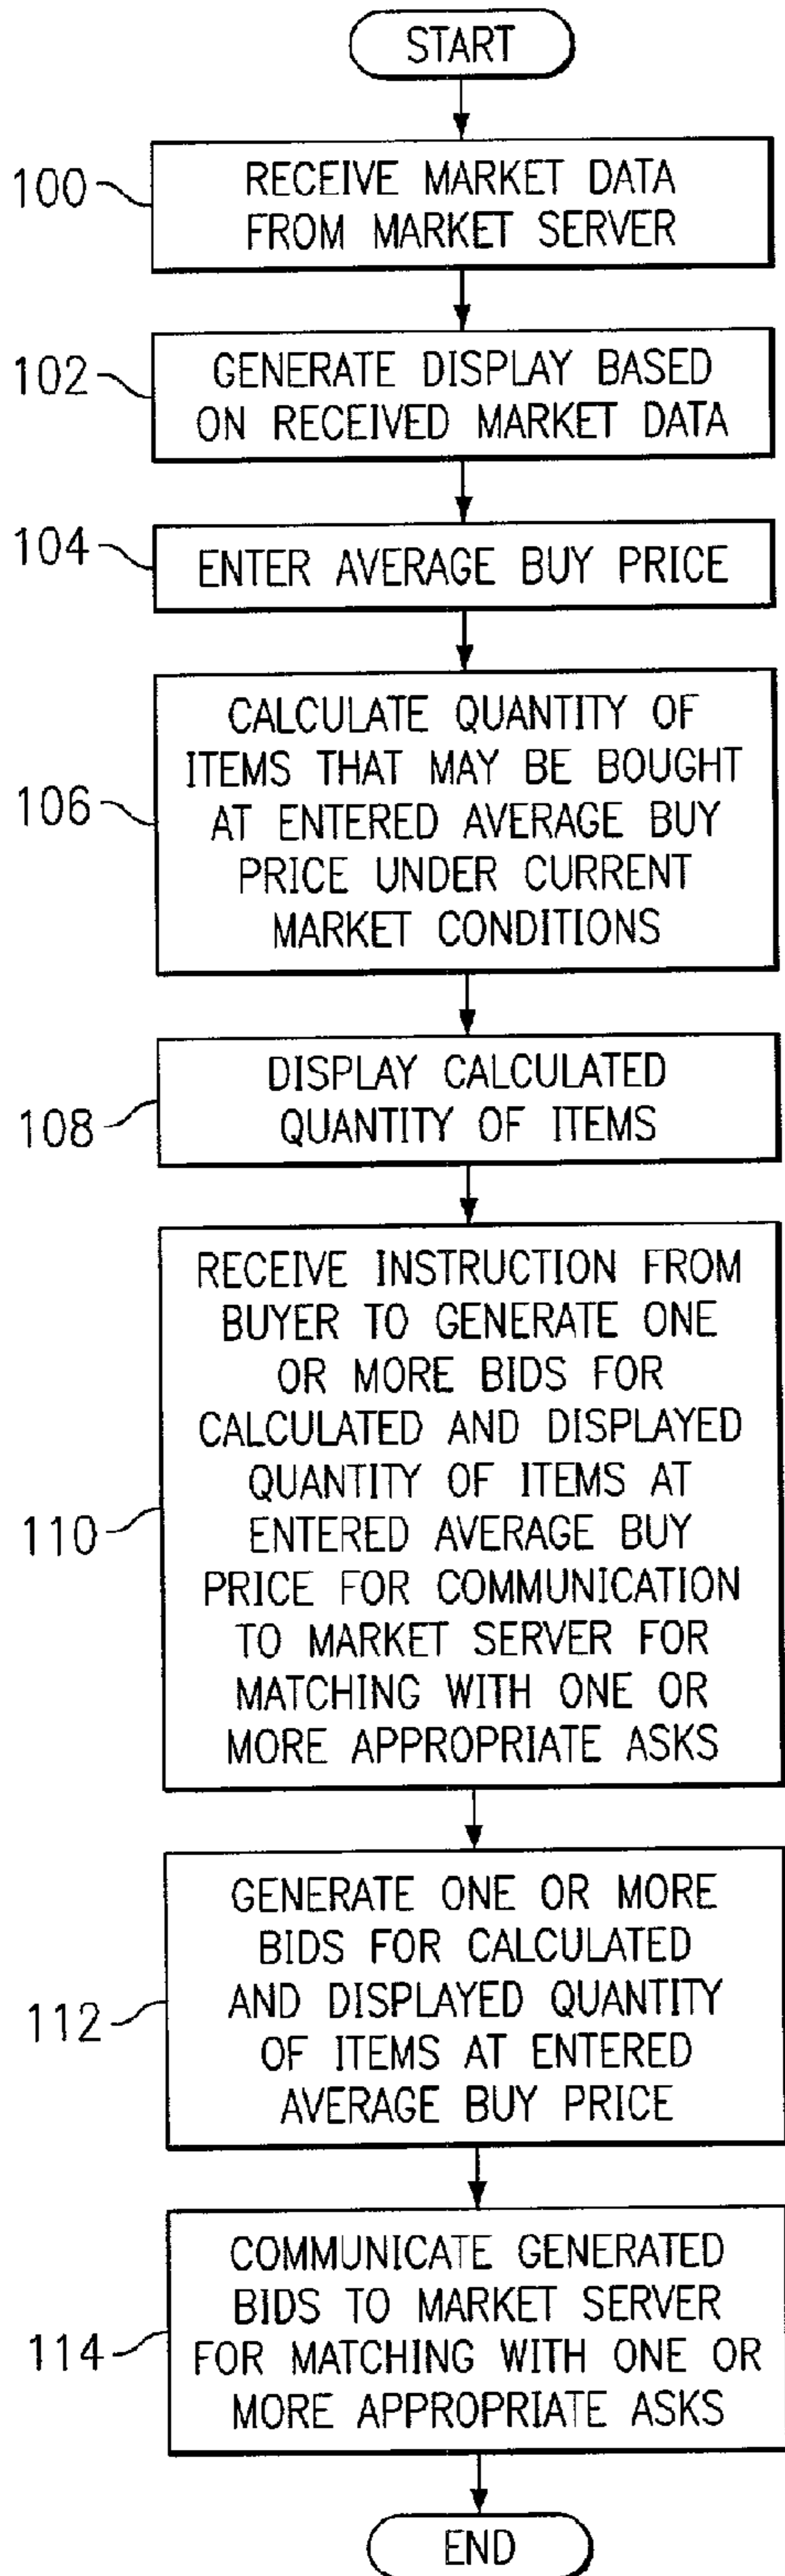 START
100
RECEIVE MARKET DATA
FROM MARKET SERVER
102
GENERATE DISPLAY BASED
ON RECEIVED MARKET DATA
104
ENTER AVERAGE BUY PRICE
106
CALCULATE QUANTITY OF
ITEMS THAT MAY BE BOUGHT
AT ENTERED AVERAGE BUY
PRICE UNDER CURRENT
MARKET CONDITIONS
108
DISPLAY CALCULATED
QUANTITY OF ITEMS
110
RECEIVE INSTRUCTION FROM
BUYER TO GENERATE ONE
OR MORE BIDS FOR
CALCULATED AND DISPLAYED
QUANTITY OF ITEMS AT
ENTERED AVERAGE BUY
PRICE FOR COMMUNICATION
TO MARKET SERVER FOR
MATCHING WITH ONE OR
MORE APPROPRIATE ASKS
112
GENERATE ONE OR MORE
BIDS FOR CALCULATED
AND DISPLAYED QUANTITY
OF ITEMS AT ENTERED
AVERAGE BUY PRICE
114
COMMUNICATE GENERATED
BIDS TO MARKET SERVER
FOR MATCHING WITH ONE OR
MORE APPROPRIATE ASKS
END